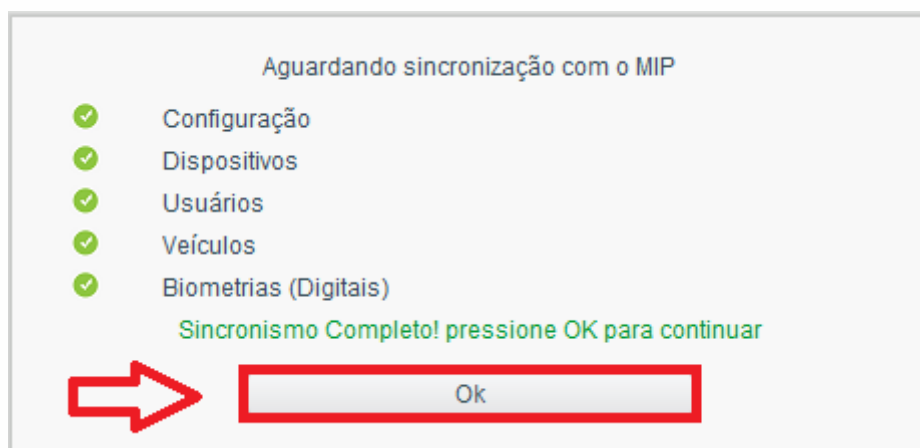 Aguardando sincronização com o MIP
Configuração
Dispositivos
Usuários
Veículos
Biometrias (Digitais)
Sincronismo Completo! pressione OK para continuar
Ok